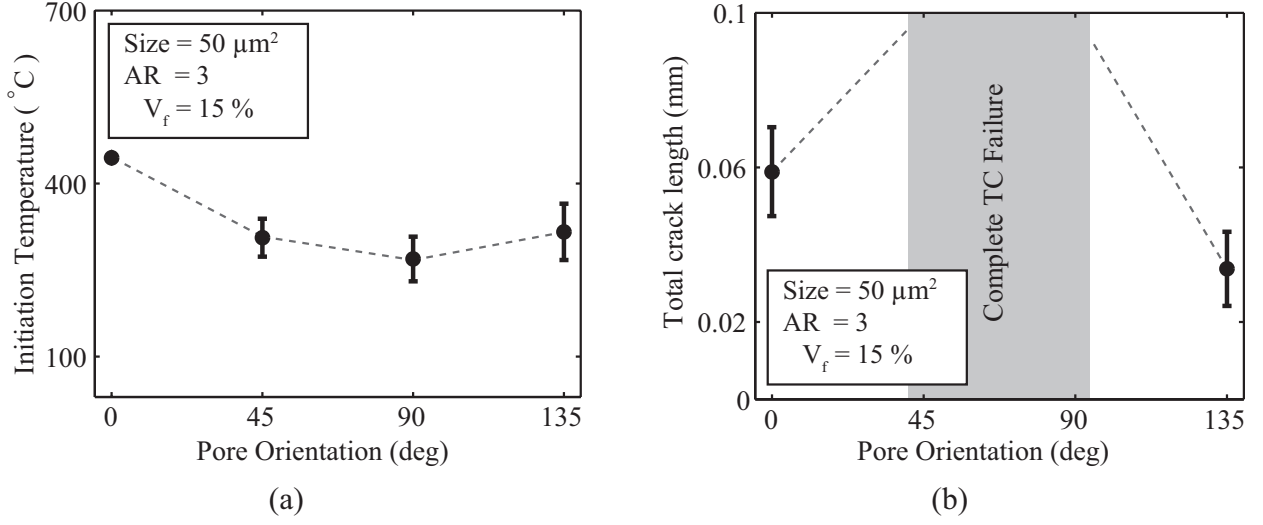 Initiation Temperature ( °C )
700
400
100
Size = 50 µm²
AR = 3
V_f = 15 %
0 45 90 135
Pore Orientation (deg)
(a)
Total crack length (mm)
0.1
0.06
0.02
0
Complete TC Failure
Size = 50 µm²
AR = 3
V_f = 15 %
0 45 90 135
Pore Orientation (deg)
(b)